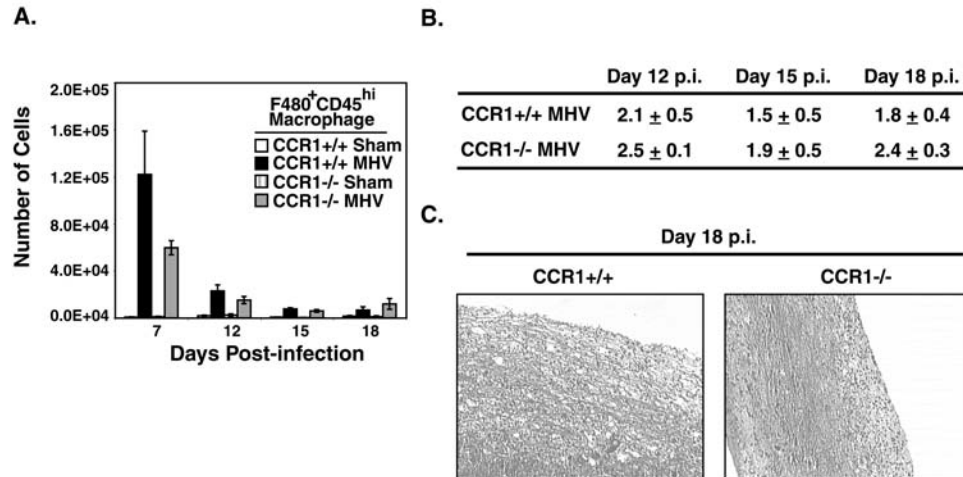 A.
Number of Cells
2.0E+05
1.6E+05
1.2E+05
8.0E+04
4.0E+04
0.0E+04
F480+CD45hi
Macrophage
CCR1+/+ Sham
CCR1+/+ MHV
CCR1-/- Sham
CCR1-/- MHV
7 12 15 18
Days Post-infection
B.
Day 12 p.i. Day 15 p.i. Day 18 p.i.
CCR1+/+ MHV 2.1 ± 0.5 1.5 ± 0.5 1.8 ± 0.4
CCR1-/- MHV 2.5 ± 0.1 1.9 ± 0.5 2.4 ± 0.3
C.
Day 18 p.i.
CCR1+/+ CCR1-/-